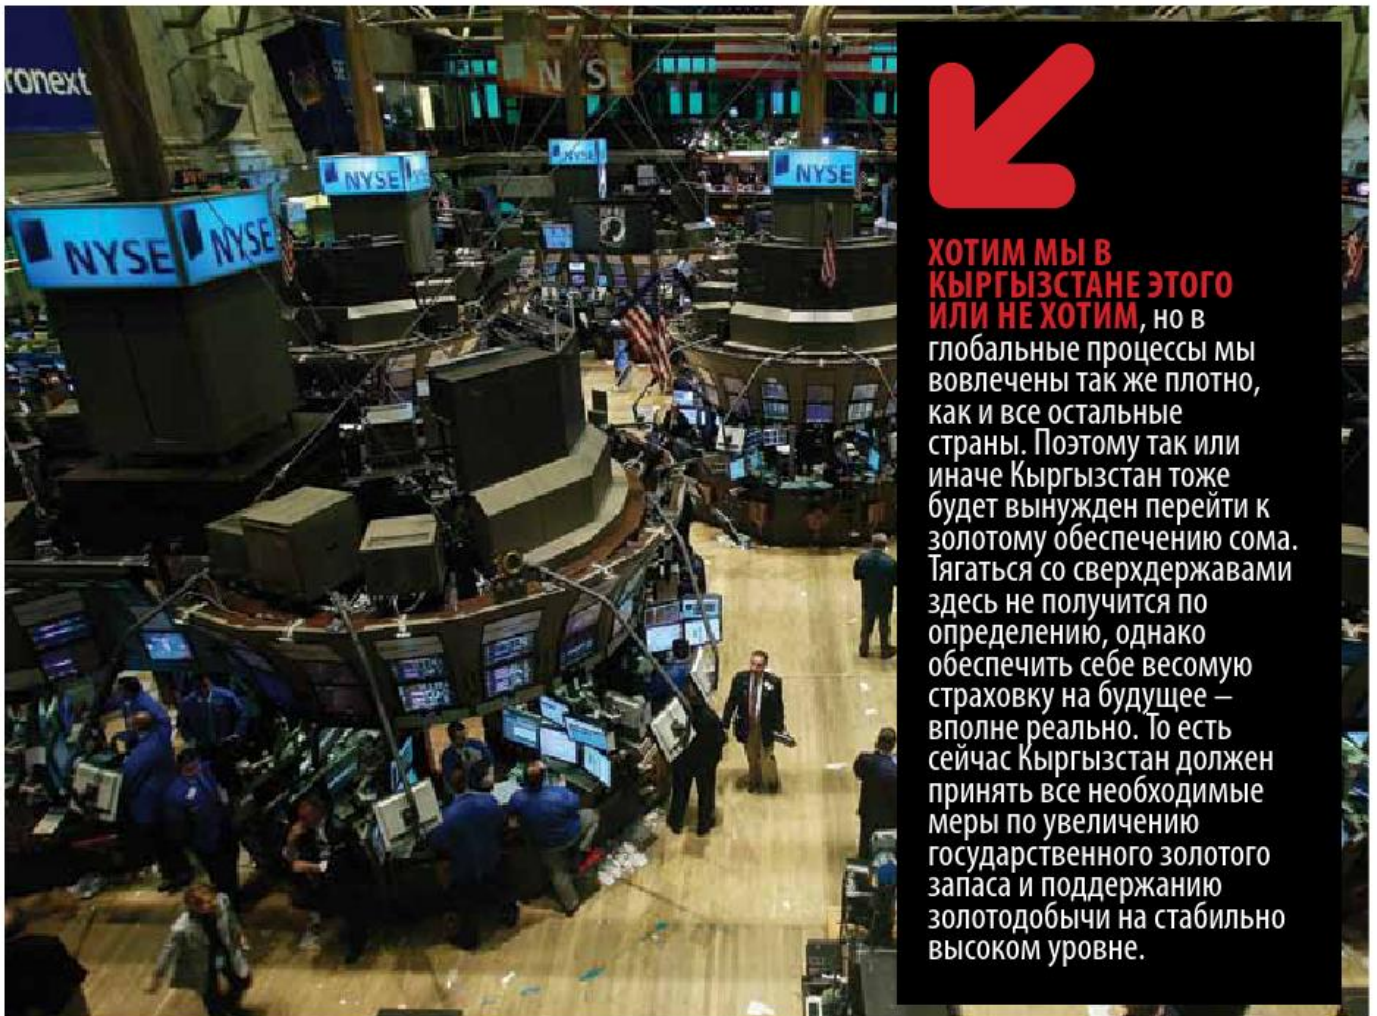 ronext
NYSE
NYSE
NYSE
NYSE
NYSE
NYSE
ХОТИМ МЫ В
КЫРГЫЗСТАНЕ ЭТОГО
ИЛИ НЕ ХОТИМ, но в
глобальные процессы мы
вовлечены так же плотно,
как и все остальные
страны. Поэтому так или
иначе Кыргызстан тоже
будет вынужден перейти к
золотому обеспечению сома.
Тягаться со сверхдержавами
здесь не получится по
определению, однако
обеспечить себе весомую
страховку на будущее –
вполне реально. То есть
сейчас Кыргызстан должен
принять все необходимые
меры по увеличению
государственного золотого
запаса и поддержанию
золотодобычи на стабильно
высоком уровне.